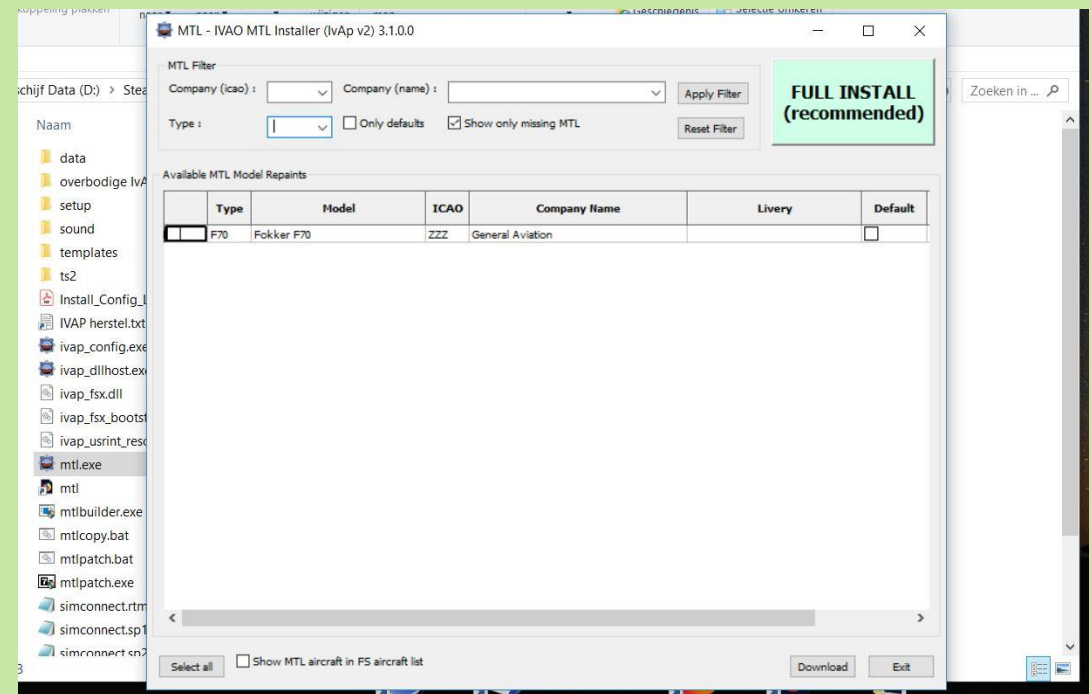 MTL - IVAO MTL Installer (IvAp v2) 3.1.0.0
MTL Filter
Company (icao) :
Company (name) :
Apply Filter
FULL INSTALL
(recommended)
Type :
Only defaults
Show only missing MTL
Reset Filter
Available MTL Model Repaints
Type Model ICAO Company Name Livery Default
F70 Fokker F70 ZZZ General Aviation
Select all
Show MTL aircraft in FS aircraft list
Download
Exit
schijf Data (D:) > Stea
Zoeken in ...
Naam
data
overbodige IvA
setup
sound
templates
ts2
Install_Config_
IVAP herstel.txt
ivap_config.exe
ivap_dllhost.ex
ivap_fsx.dll
ivap_fsx_bootst
ivap_usrint_reso
mtl.exe
mtl
mtlbuilder.exe
mtlcopy.bat
mtlpatch.bat
mtlpatch.exe
simconnect.rtm
simconnect.sp1
simconnect.sp2